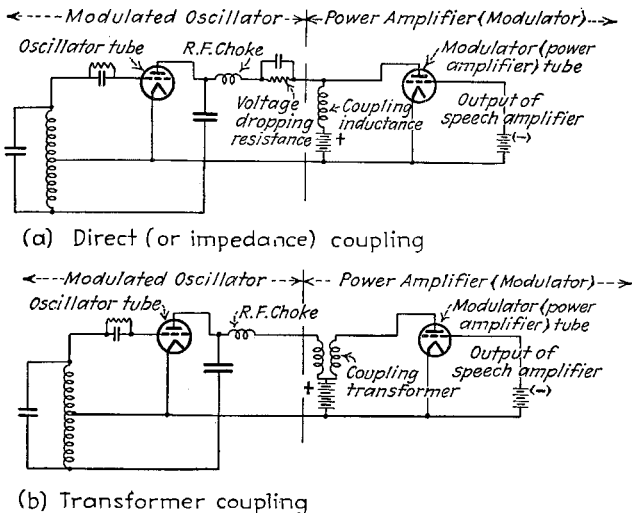 Modulated Oscillator
Power Amplifier (Modulator)
Oscillator tube
R.F. Choke
Modulator (power
amplifier) tube
Voltage
dropping
resistance
Coupling
inductance
+
Output of
speech amplifier
(-)
(a) Direct (or impedance) coupling
Modulated Oscillator
Power Amplifier (Modulator)
Oscillator tube
R.F. Choke
Modulator (power
amplifier) tube
+
Coupling
transformer
Output of
speech amplifier
(-)
(b) Transformer coupling